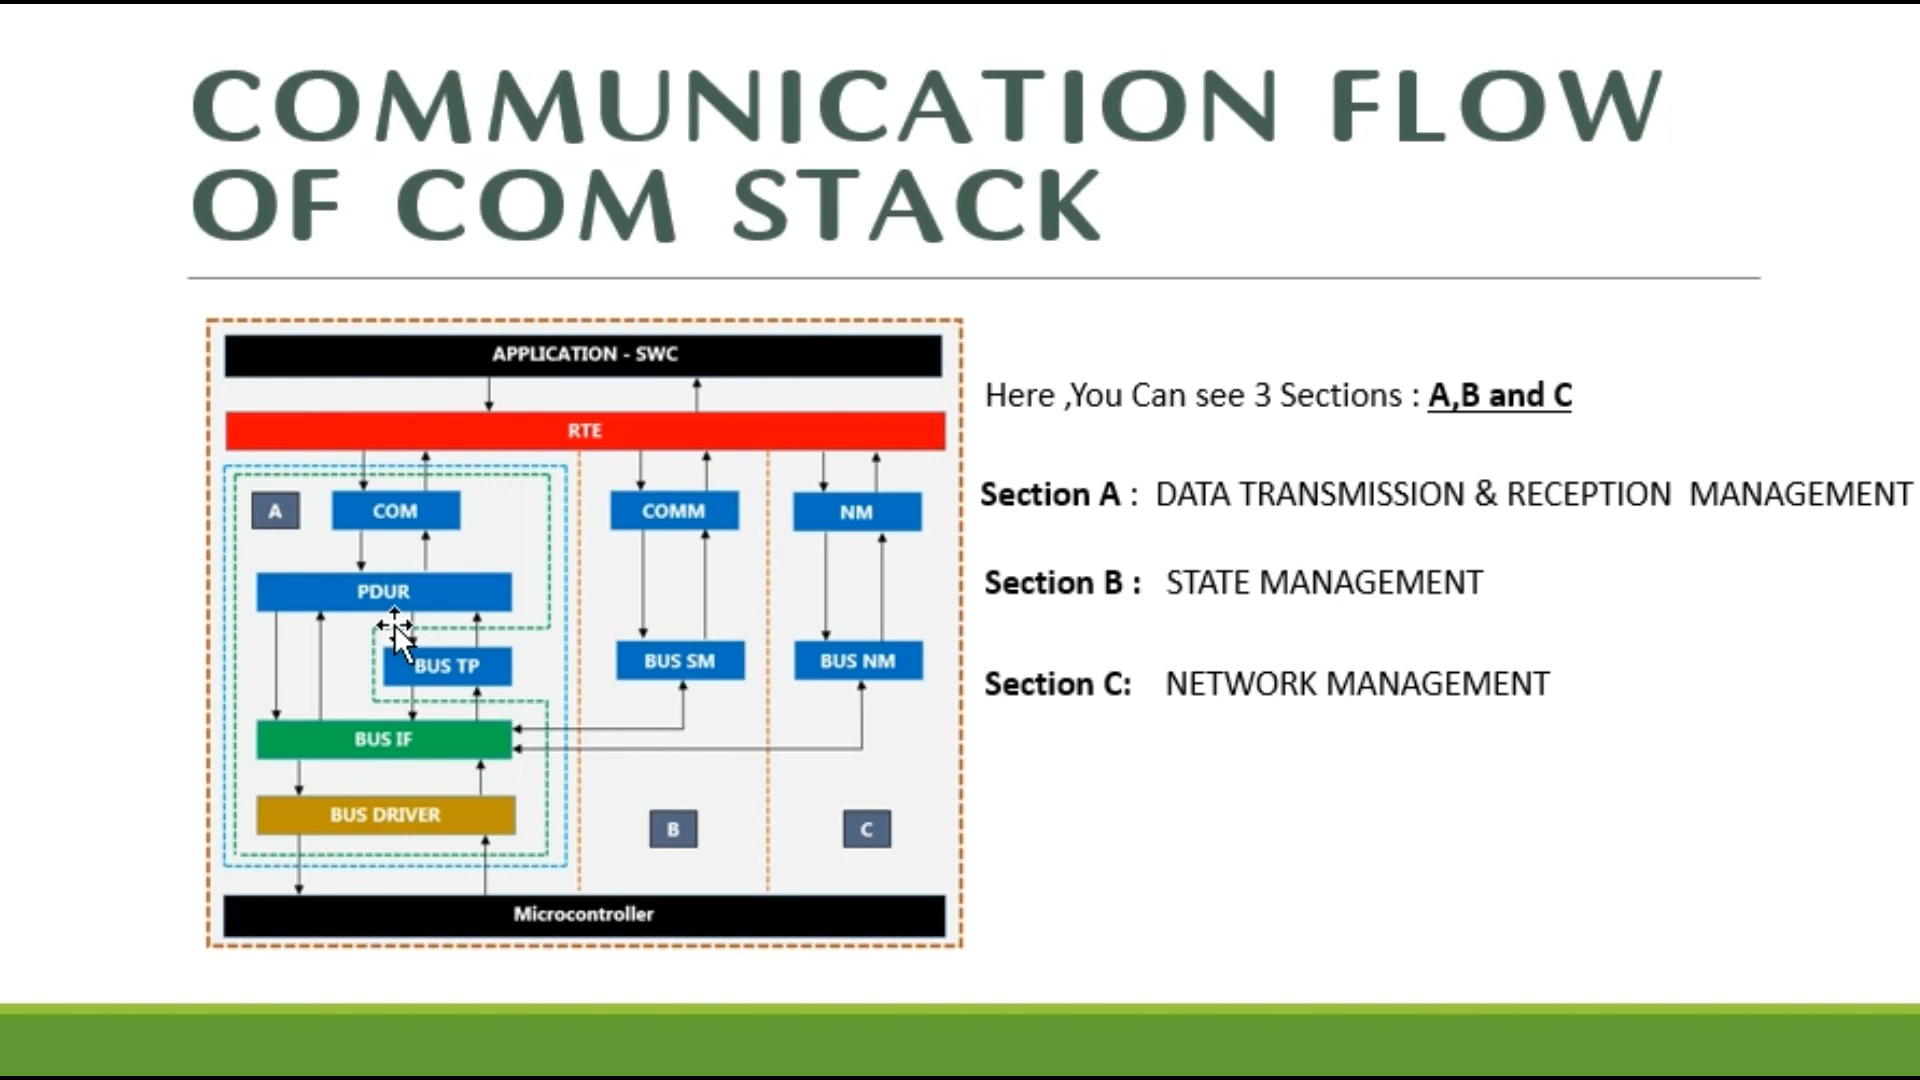 COMMUNICATION FLOW
OF COM STACK
APPLICATION - SWC
RTE
A
COM
COMM
NM
PDUR
BUS TP
BUS SM
BUS NM
BUS IF
BUS DRIVER
B
C
Microcontroller
Here ,You Can see 3 Sections : A,B and C
Section A : DATA TRANSMISSION & RECEPTION MANAGEMENT
Section B : STATE MANAGEMENT
Section C: NETWORK MANAGEMENT